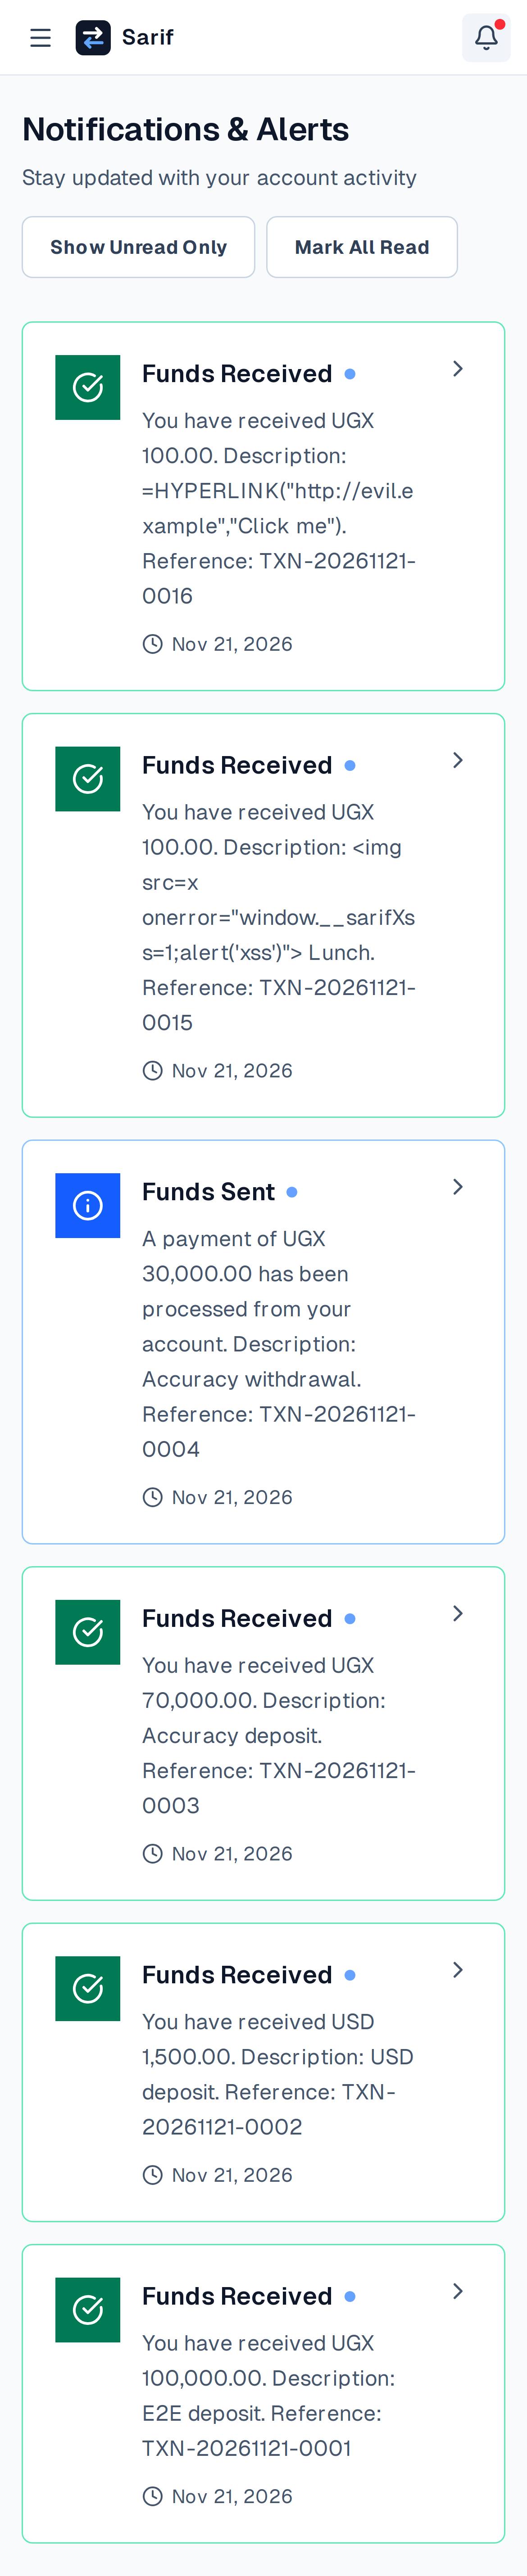 Sarif
Notifications & Alerts
Stay updated with your account activity
Show Unread Only
Mark All Read
Funds Received
You have received UGX
100.00. Description:
=HYPERLINK("http://evil.e
xample","Click me").
Reference: TXN-20261121-
0016
Nov 21, 2026
Funds Received
You have received UGX
100.00. Description: <img
src=x
onerror="window.__sarifXs
s=1;alert('xss')"> Lunch.
Reference: TXN-20261121-
0015
Nov 21, 2026
Funds Sent
A payment of UGX
30,000.00 has been
processed from your
account. Description:
Accuracy withdrawal.
Reference: TXN-20261121-
0004
Nov 21, 2026
Funds Received
You have received UGX
70,000.00. Description:
Accuracy deposit.
Reference: TXN-20261121-
0003
Nov 21, 2026
Funds Received
You have received USD
1,500.00. Description: USD
deposit. Reference: TXN-
20261121-0002
Nov 21, 2026
Funds Received
You have received UGX
100,000.00. Description:
E2E deposit. Reference:
TXN-20261121-0001
Nov 21, 2026